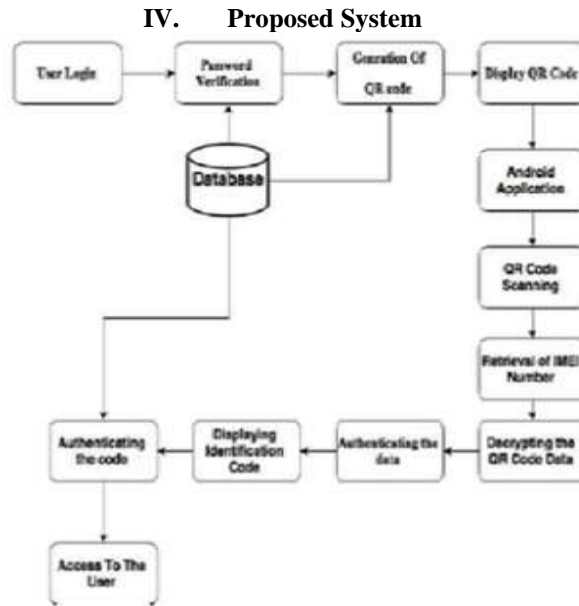 IV. Proposed System
User Login
Password
Verification
Genration Of
QR code
Display QR Code
Database
Android
Application
QR Code
Scanning
Retrieval of IMEI
Number
Decrypting the
QR Code Data
Authenticating the
data
Displaying
Identification
Code
Authenticating
the code
Access To The
User